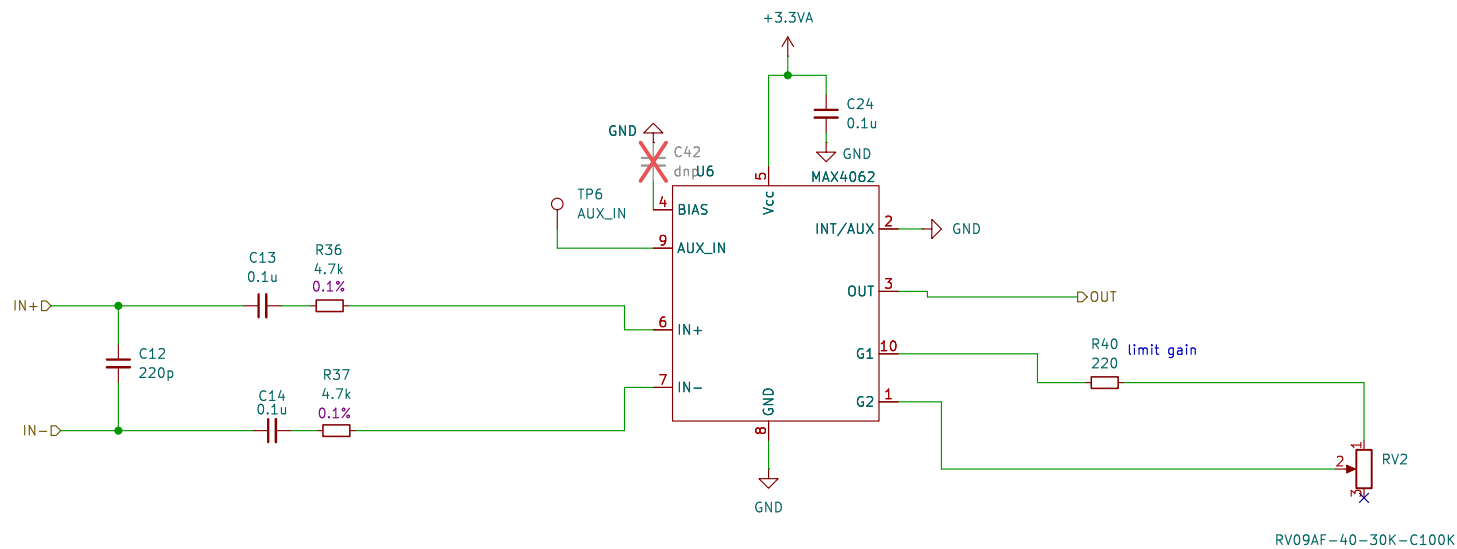 +3.3VA
C24
0.1u
GND
GND
C42
dnp
U6
MAX4062
5
Vcc
TP6
AUX_IN
4
BIAS
9
AUX_IN
INT/AUX
2
GND
C13
0.1u
R36
4.7k
0.1%
IN+
6
IN+
OUT
3
OUT
C12
220p
G1
10
R40
220
limit gain
R37
4.7k
0.1%
C14
0.1u
IN-
7
IN-
G2
1
GND
8
GND
1
2
3
RV2
RV09AF-40-30K-C100K